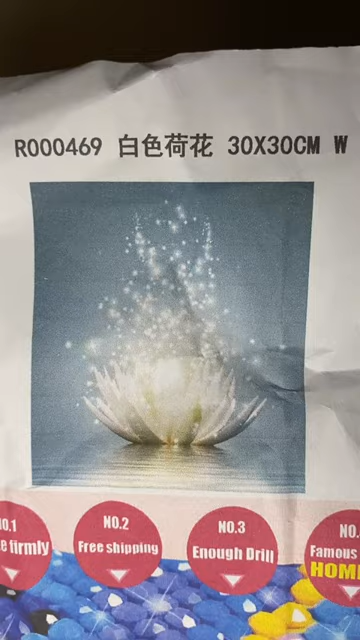 R000469 白色荷花 30X30CM W
NO.1
e firmly
NO.2
Free shipping
NO.3
Enough Drill
NO.
Famous
HOM